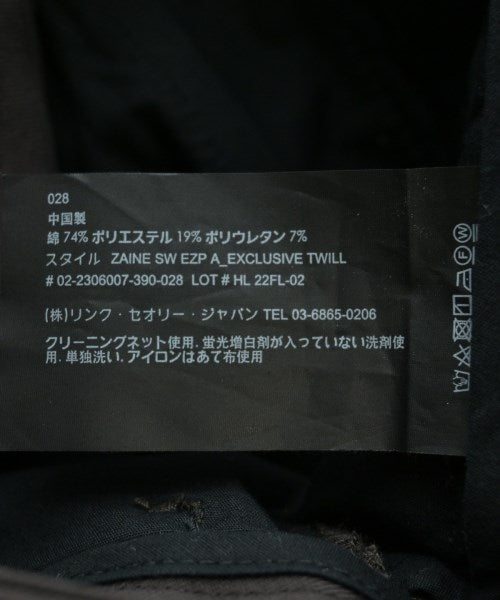 028
中国製
綿 74% ポリエステル 19% ポリウレタン 7%
スタイル ZAINE SW EZP A_EXCLUSIVE TWILL
# 02-2306007-390-028 LOT # HL 22FL-02
(株)リンク・セオリー・ジャパン TEL 03-6865-0206
クリーニングネット使用. 蛍光増白剤が入っていない洗剤使
用. 単独洗い. アイロンはあて布使用